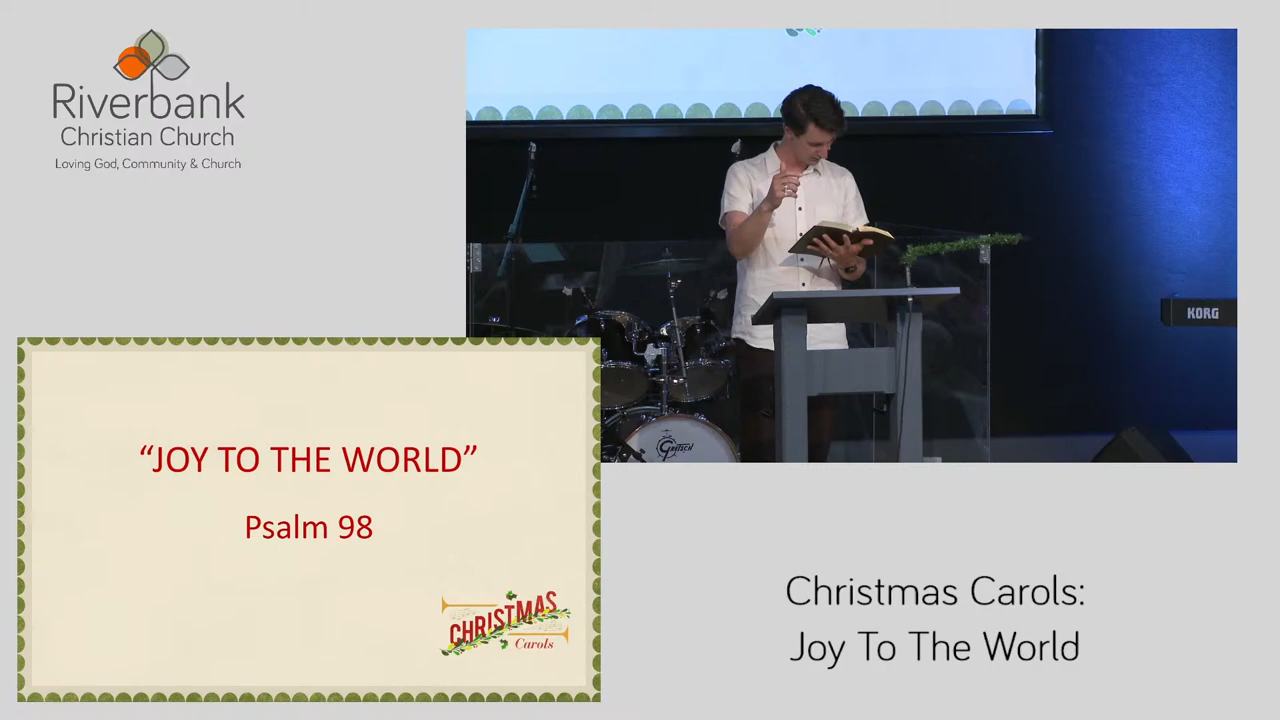 Riverbank
Christian Church
Loving God, Community & Church
KORG
GRETSCH
“JOY TO THE WORLD”
Psalm 98
CHRISTMAS
Carols
Christmas Carols:
Joy To The World